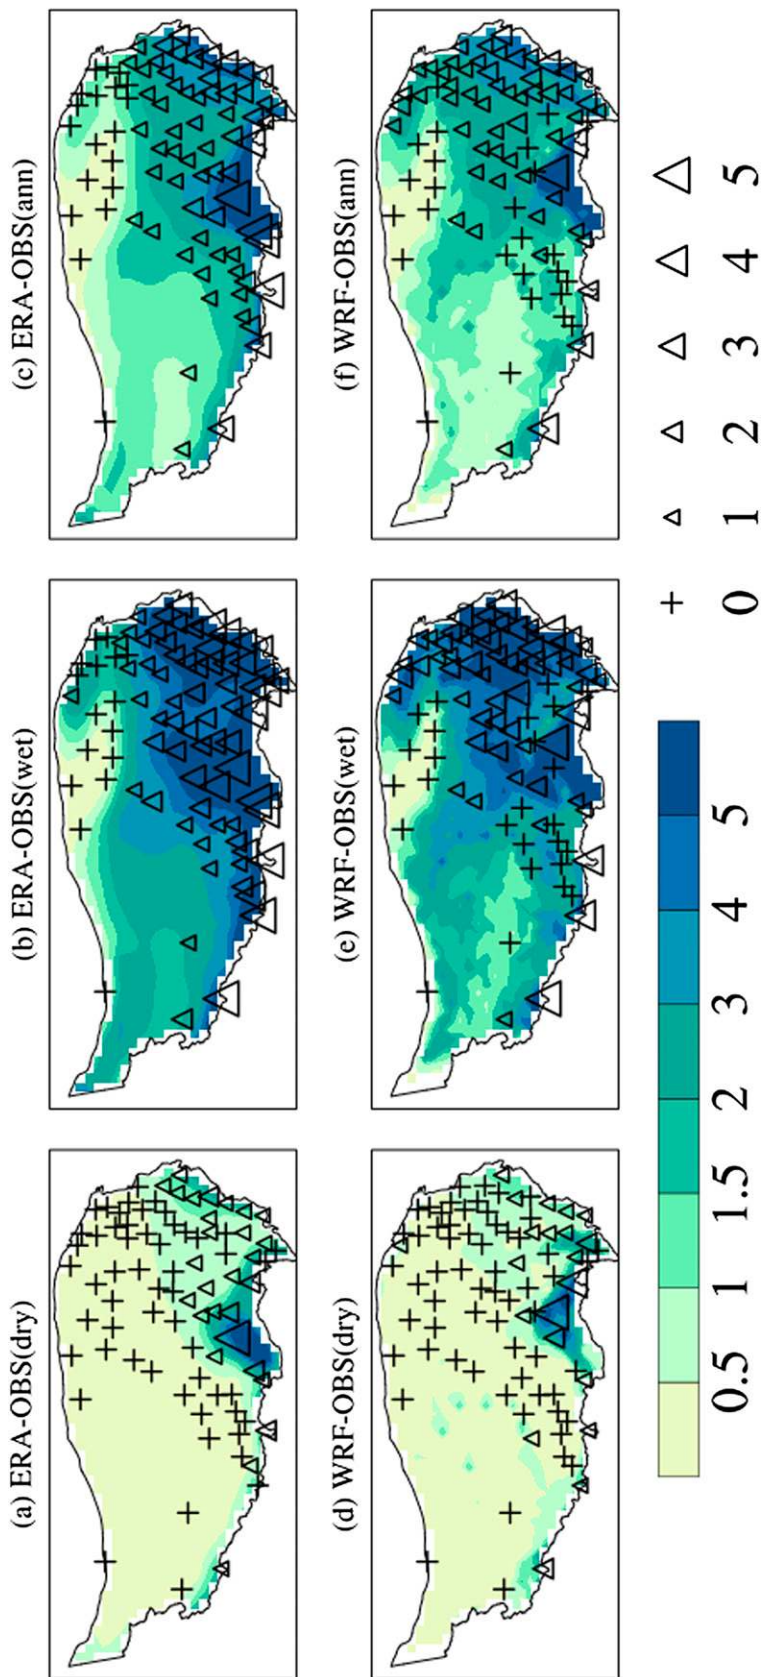 (a) ERA-OBS(dry)
(b) ERA-OBS(wet)
(c) ERA-OBS(ann)
(d) WRF-OBS(dry)
(e) WRF-OBS(wet)
(f) WRF-OBS(ann)
0.5 1 1.5 2 3 4 5
0 1 2 3 4 5